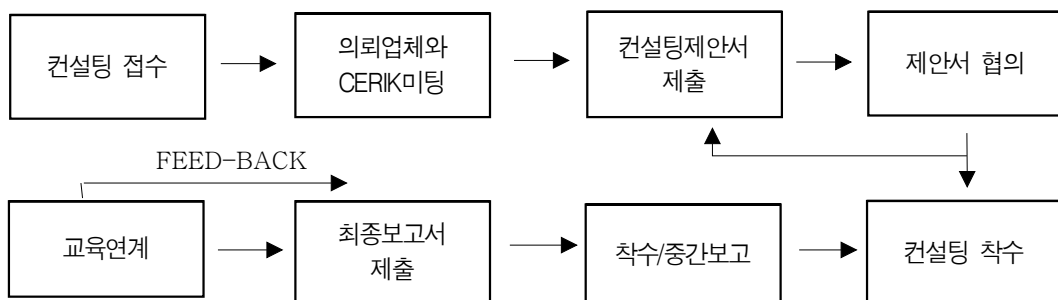 컨설팅 접수
의뢰업체와
CERIK미팅
컨설팅제안서
제출
제안서 협의
FEED-BACK
교육연계
최종보고서
제출
착수/중간보고
컨설팅 착수